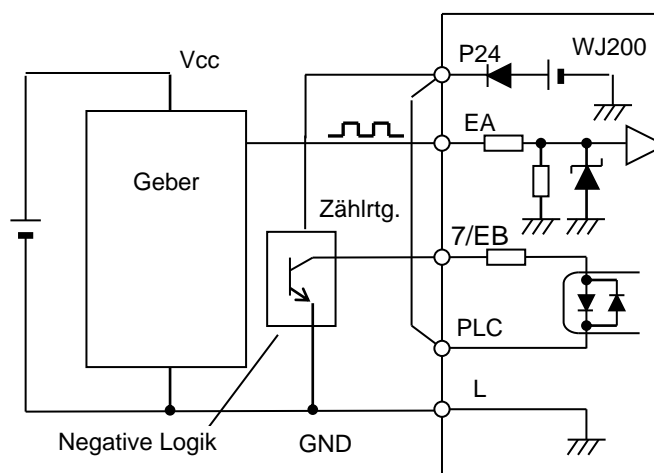 Vcc
P24
WJ200
EA
Geber
Zählrtg.
7/EB
PLC
L
Negative Logik
GND